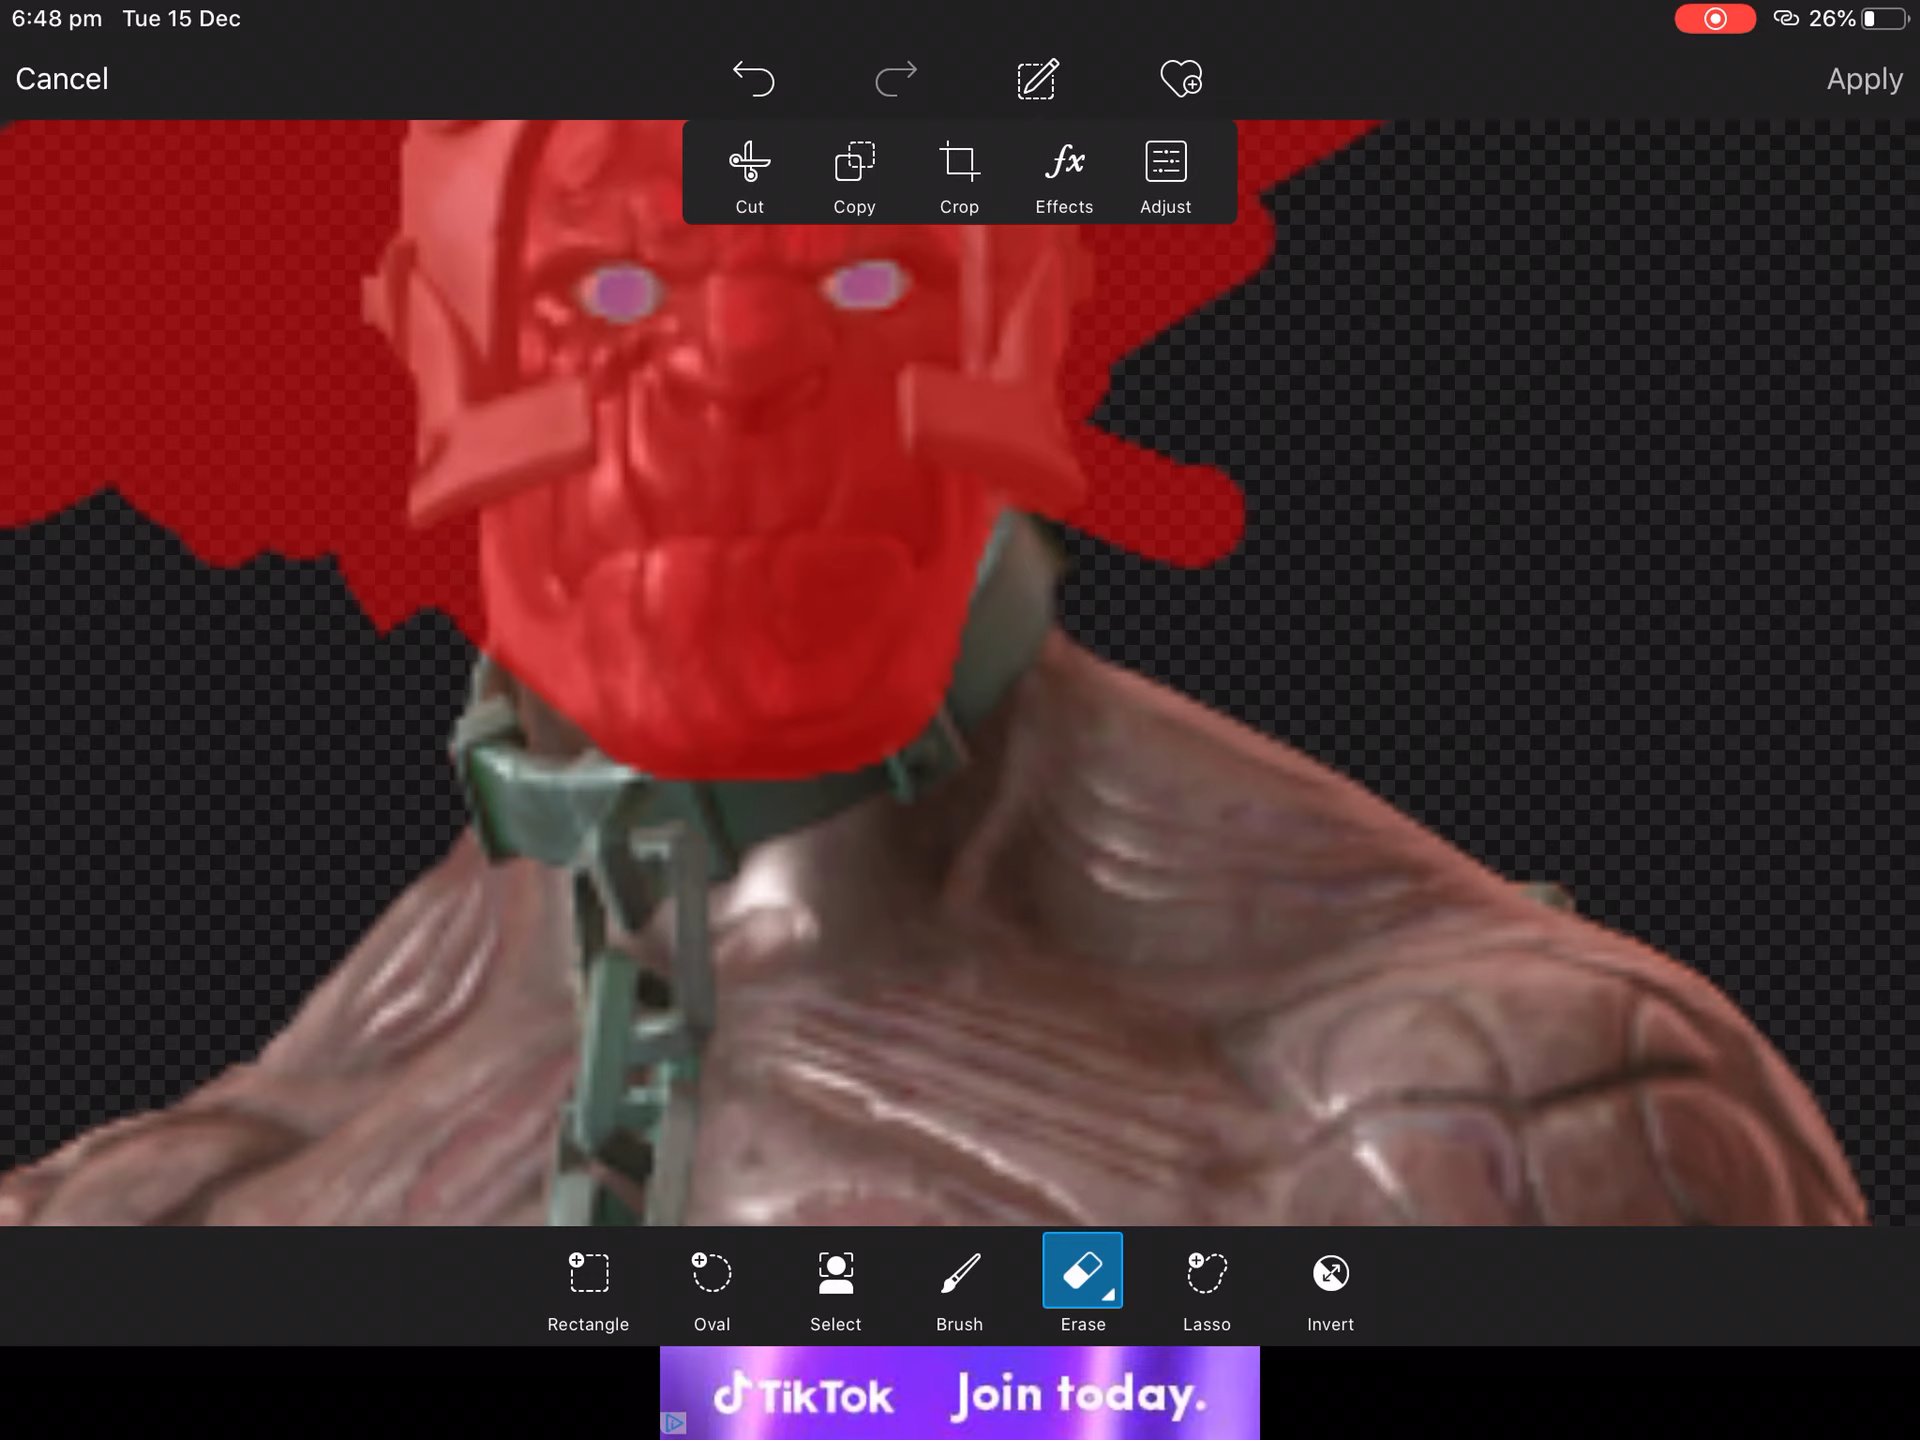 6:48 pm Tue 15 Dec
26%
Cancel
Apply
Cut Copy Crop Effects Adjust
Rectangle Oval Select Brush Erase Lasso Invert
TikTok Join today.